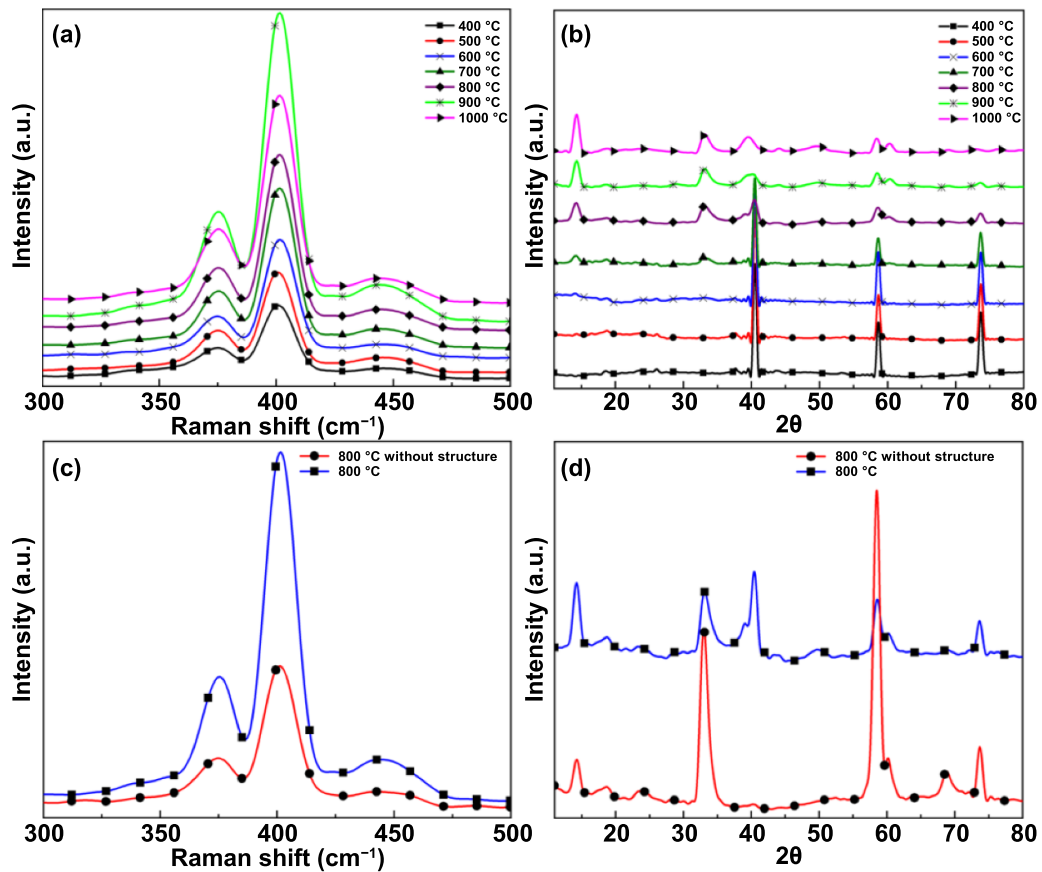 (a)
400 °C
500 °C
600 °C
700 °C
800 °C
900 °C
1000 °C
Intensity (a.u.)
300 350 400 450 500
Raman shift (cm⁻¹)
(b)
400 °C
500 °C
600 °C
700 °C
800 °C
900 °C
1000 °C
Intensity (a.u.)
20 30 40 50 60 70 80
2θ
(c)
800 °C without structure
800 °C
Intensity (a.u.)
300 350 400 450 500
Raman shift (cm⁻¹)
(d)
800 °C without structure
800 °C
Intensity (a.u.)
20 30 40 50 60 70 80
2θ